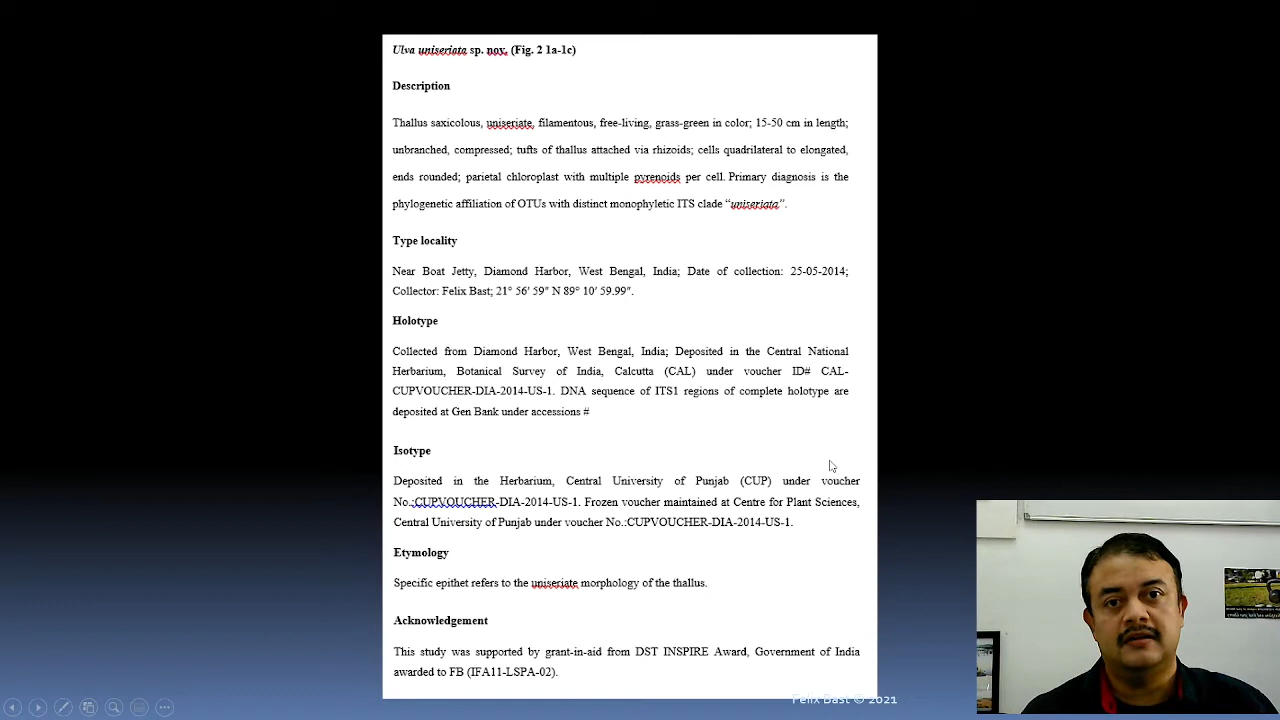 Ulva uniseriata sp. nov. (Fig. 2 1a-1c)
Description
Thallus saxicolous, uniseriate, filamentous, free-living, grass-green in color; 15-50 cm in length;
unbranched, compressed; tufts of thallus attached via rhizoids; cells quadrilateral to elongated,
ends rounded; parietal chloroplast with multiple pyrenoids per cell. Primary diagnosis is the
phylogenetic affiliation of OTUs with distinct monophyletic ITS clade “uniseriata”.
Type locality
Near Boat Jetty, Diamond Harbor, West Bengal, India; Date of collection: 25-05-2014;
Collector: Felix Bast; 21° 56′ 59″ N 89° 10′ 59.99″.
Holotype
Collected from Diamond Harbor, West Bengal, India; Deposited in the Central National
Herbarium, Botanical Survey of India, Calcutta (CAL) under voucher ID# CAL-
CUPVOUCHER-DIA-2014-US-1. DNA sequence of ITS1 regions of complete holotype are
deposited at Gen Bank under accessions #
Isotype
Deposited in the Herbarium, Central University of Punjab (CUP) under voucher
No.:CUPVOUCHER-DIA-2014-US-1. Frozen voucher maintained at Centre for Plant Sciences,
Central University of Punjab under voucher No.:CUPVOUCHER-DIA-2014-US-1.
Etymology
Specific epithet refers to the uniseriate morphology of the thallus.
Acknowledgement
This study was supported by grant-in-aid from DST INSPIRE Award, Government of India
awarded to FB (IFA11-LSPA-02).
Felix Bast © 2021